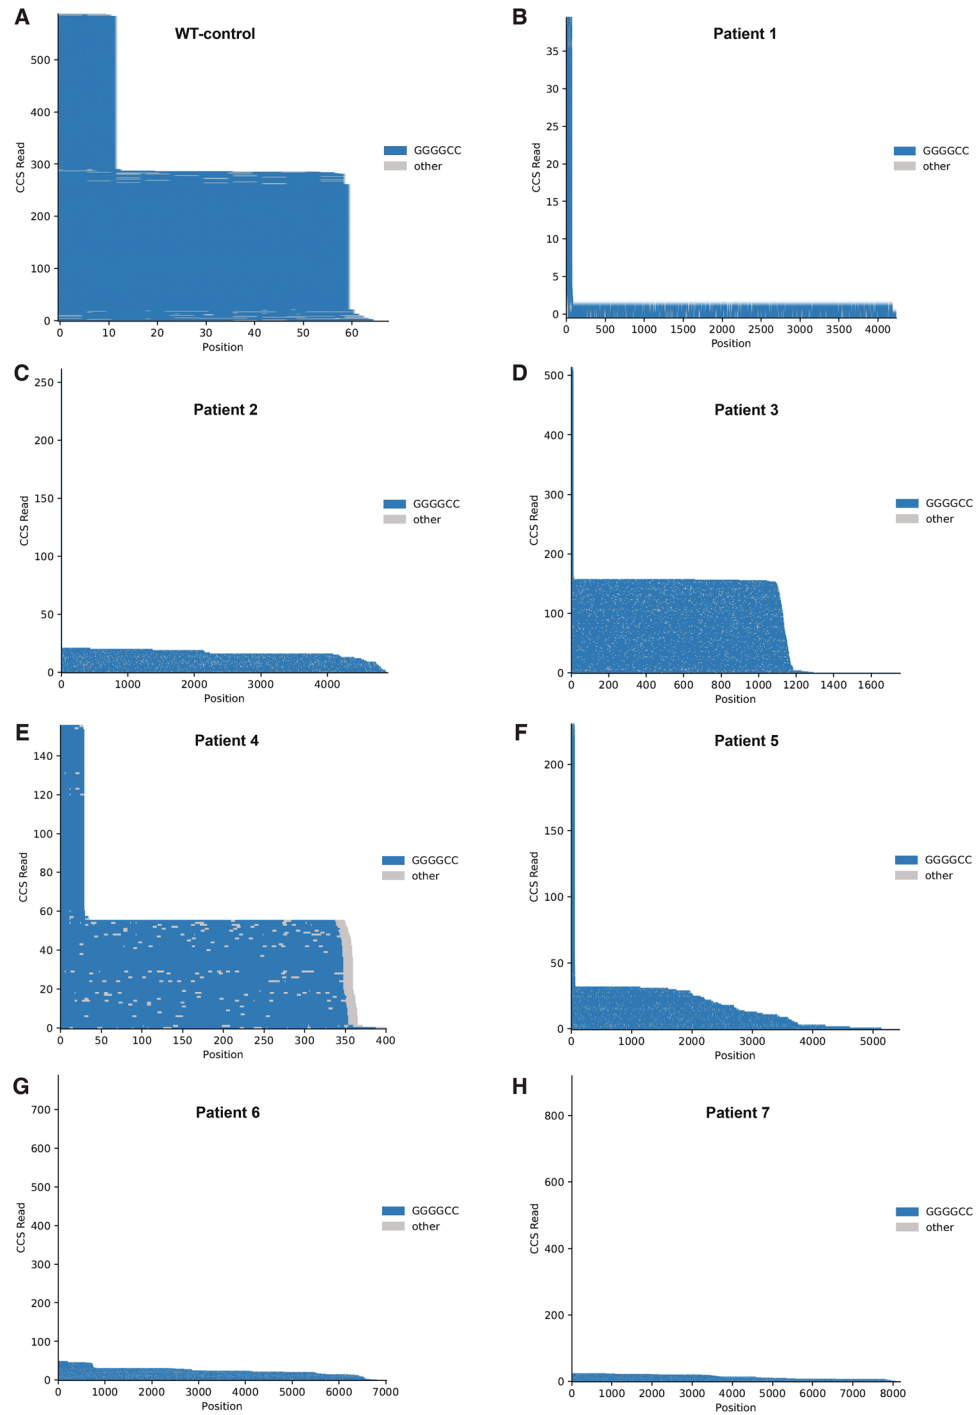 A
WT-control
500
400
300
200
100
0
CCS Read
0 10 20 30 40 50 60
Position
GGGGCC
other
B
Patient 1
35
30
25
20
15
10
5
0
CCS Read
0 500 1000 1500 2000 2500 3000 3500 4000
Position
GGGGCC
other
C
Patient 2
250
200
150
100
50
0
CCS Read
0 1000 2000 3000 4000
Position
GGGGCC
other
D
Patient 3
500
400
300
200
100
0
CCS Read
0 200 400 600 800 1000 1200 1400 1600
Position
GGGGCC
other
E
Patient 4
140
120
100
80
60
40
20
0
CCS Read
0 50 100 150 200 250 300 350 400
Position
GGGGCC
other
F
Patient 5
200
150
100
50
0
CCS Read
0 1000 2000 3000 4000 5000
Position
GGGGCC
other
G
Patient 6
700
600
500
400
300
200
100
0
CCS Read
0 1000 2000 3000 4000 5000 6000 7000
Position
GGGGCC
other
H
Patient 7
800
600
400
200
0
CCS Read
0 1000 2000 3000 4000 5000 6000 7000 8000
Position
GGGGCC
other